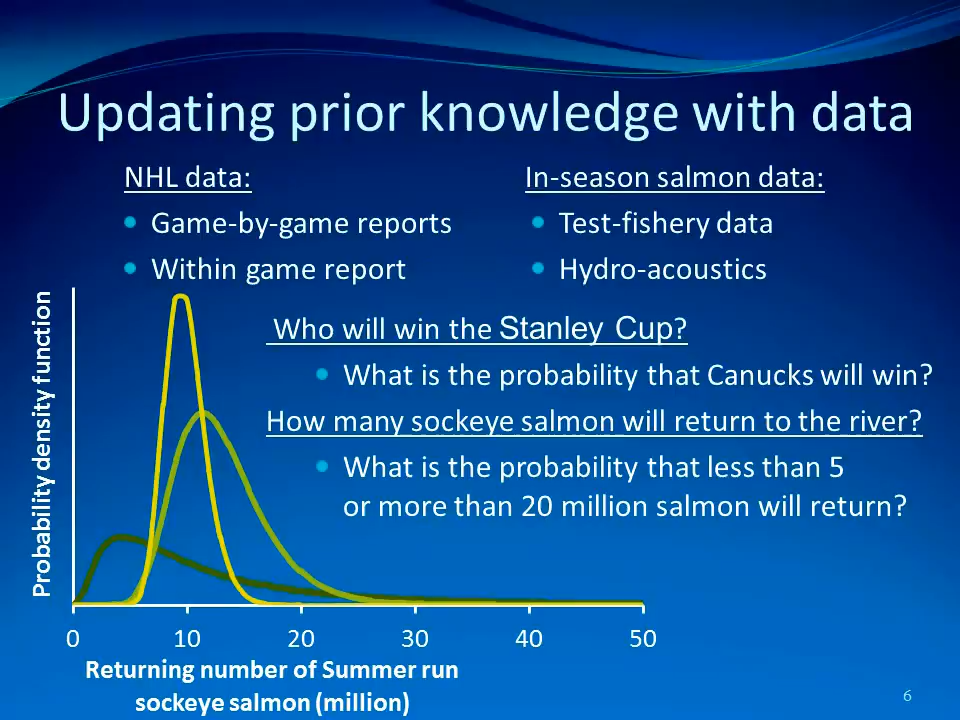 Updating prior knowledge with data
NHL data:
Game-by-game reports
Within game report
In-season salmon data:
Test-fishery data
Hydro-acoustics
Who will win the Stanley Cup?
What is the probability that Canucks will win?
How many sockeye salmon will return to the river?
What is the probability that less than 5
or more than 20 million salmon will return?
Probability density function
0 10 20 30 40 50
Returning number of Summer run
sockeye salmon (million)
6